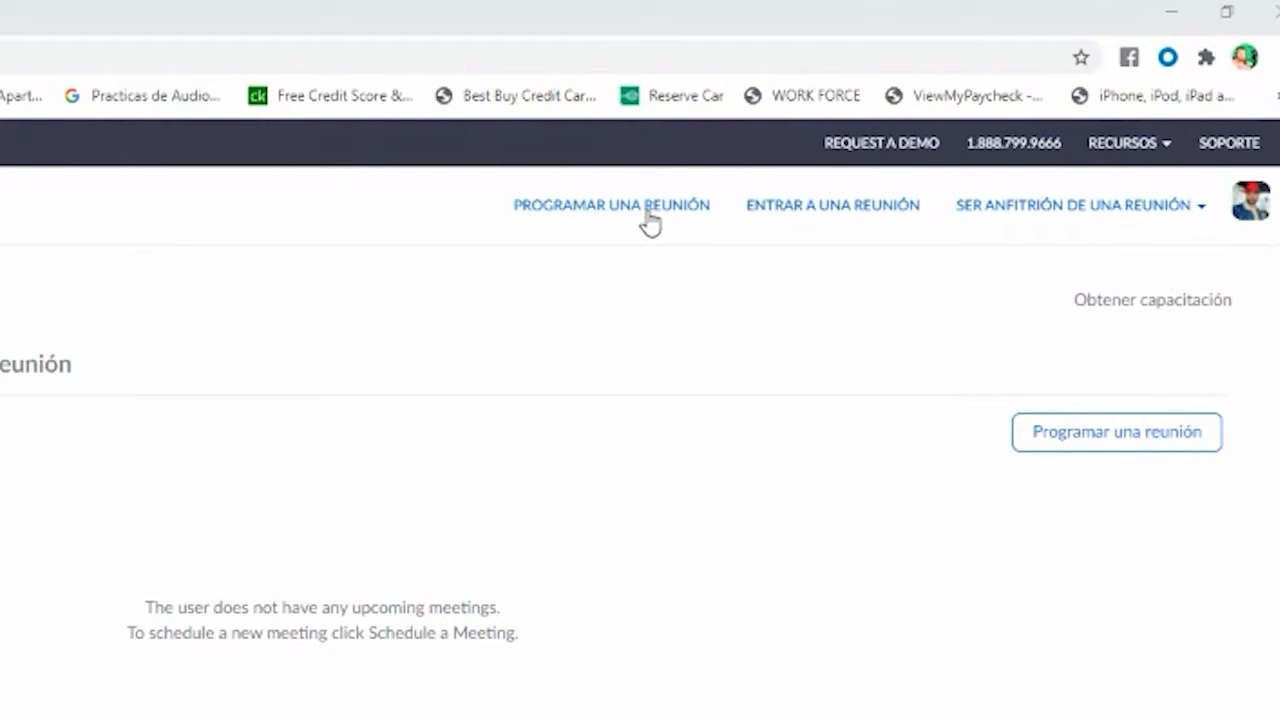 Apart... Practicas de Audio... ck Free Credit Score &... Best Buy Credit Car... Reserve Car WORK FORCE ViewMyPaycheck -... iPhone, iPod, iPad a...
REQUEST A DEMO 1.888.799.9666 RECURSOS SOPORTE
PROGRAMAR UNA REUNIÓN ENTRAR A UNA REUNIÓN SER ANFITRIÓN DE UNA REUNIÓN
Obtener capacitación
eunión
Programar una reunión
The user does not have any upcoming meetings.
To schedule a new meeting click Schedule a Meeting.